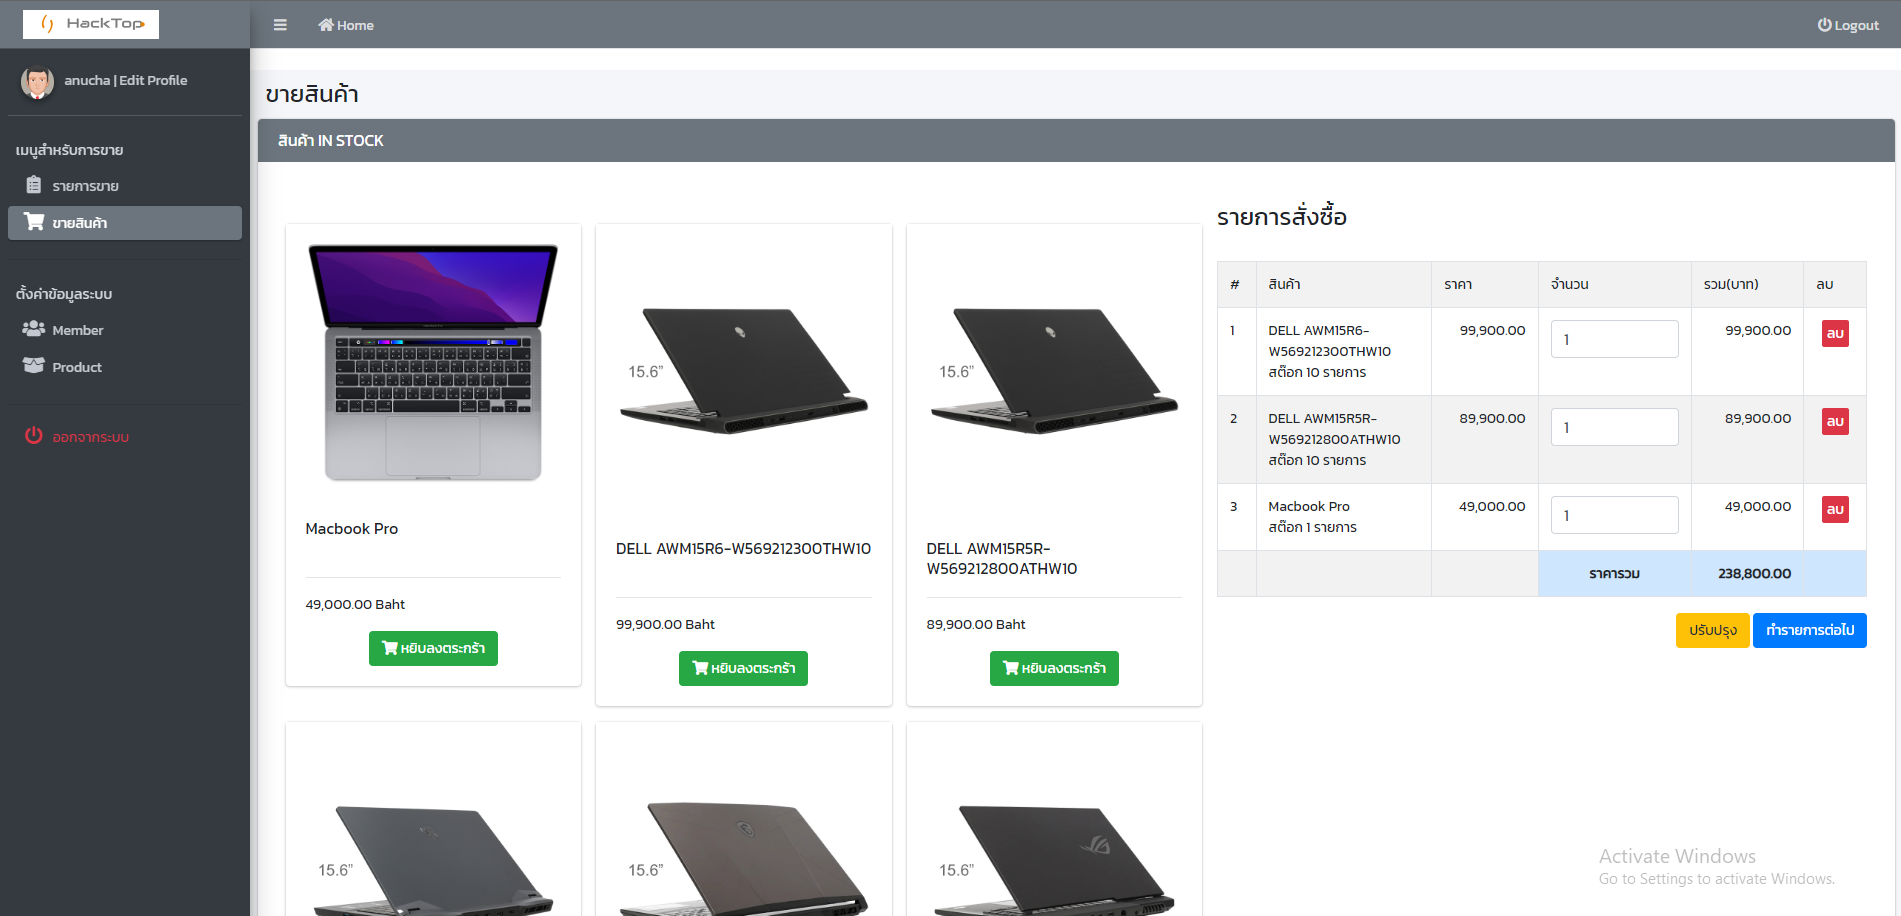 HackTop
Home
Logout
anucha | Edit Profile
เมนูสำหรับการขาย
รายการขาย
ขายสินค้า
ตั้งค่าข้อมูลระบบ
Member
Product
ออกจากระบบ
ขายสินค้า
สินค้า IN STOCK
Macbook Pro
49,000.00 Baht
หยิบลงตระกร้า
15.6”
DELL AWM15R6-W569212300THW10
99,900.00 Baht
หยิบลงตระกร้า
15.6”
DELL AWM15R5R-
W569212800ATHW10
89,900.00 Baht
หยิบลงตระกร้า
15.6”
15.6”
15.6”
รายการสั่งซื้อ
# สินค้า ราคา จำนวน รวม(บาท) ลบ
1 DELL AWM15R6- 99,900.00 1 99,900.00 ลบ
W569212300THW10
สต๊อก 10 รายการ
2 DELL AWM15R5R- 89,900.00 1 89,900.00 ลบ
W569212800ATHW10
สต๊อก 10 รายการ
3 Macbook Pro 49,000.00 1 49,000.00 ลบ
สต๊อก 1 รายการ
ราคารวม 238,800.00
ปรับปรุง ทำรายการต่อไป
Activate Windows
Go to Settings to activate Windows.